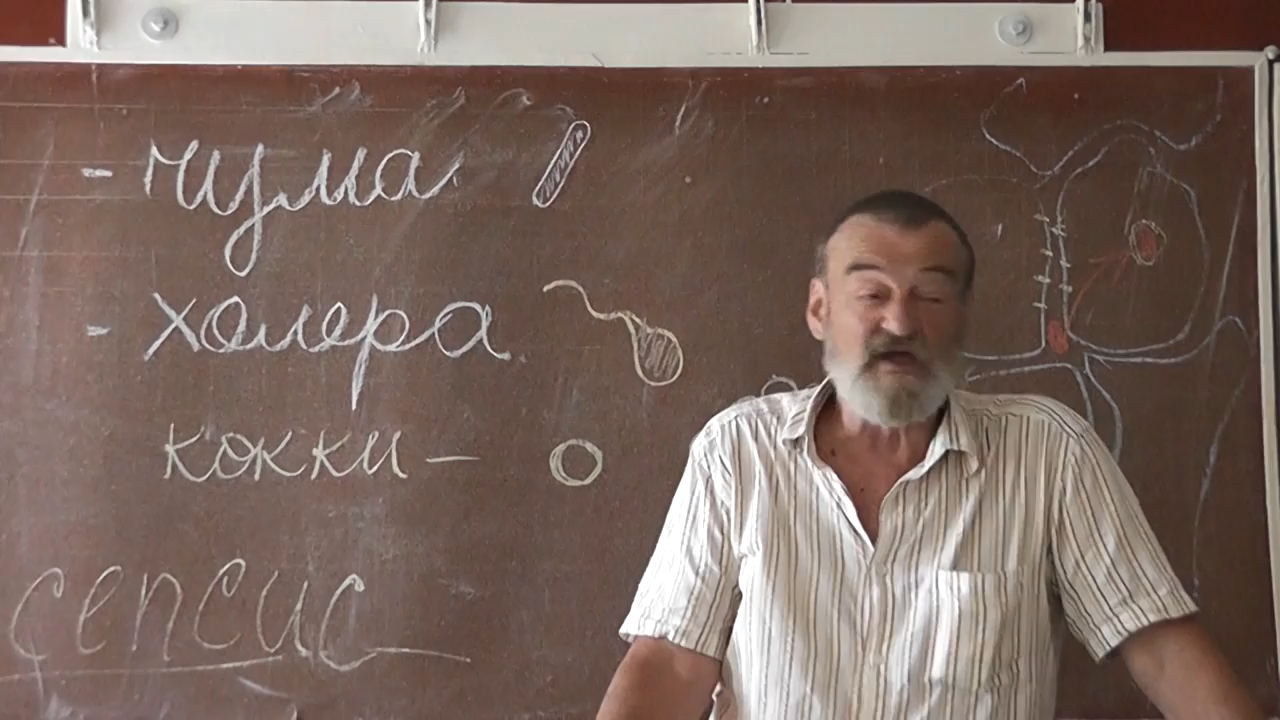 - чума
- холера
кокки -
сепсис